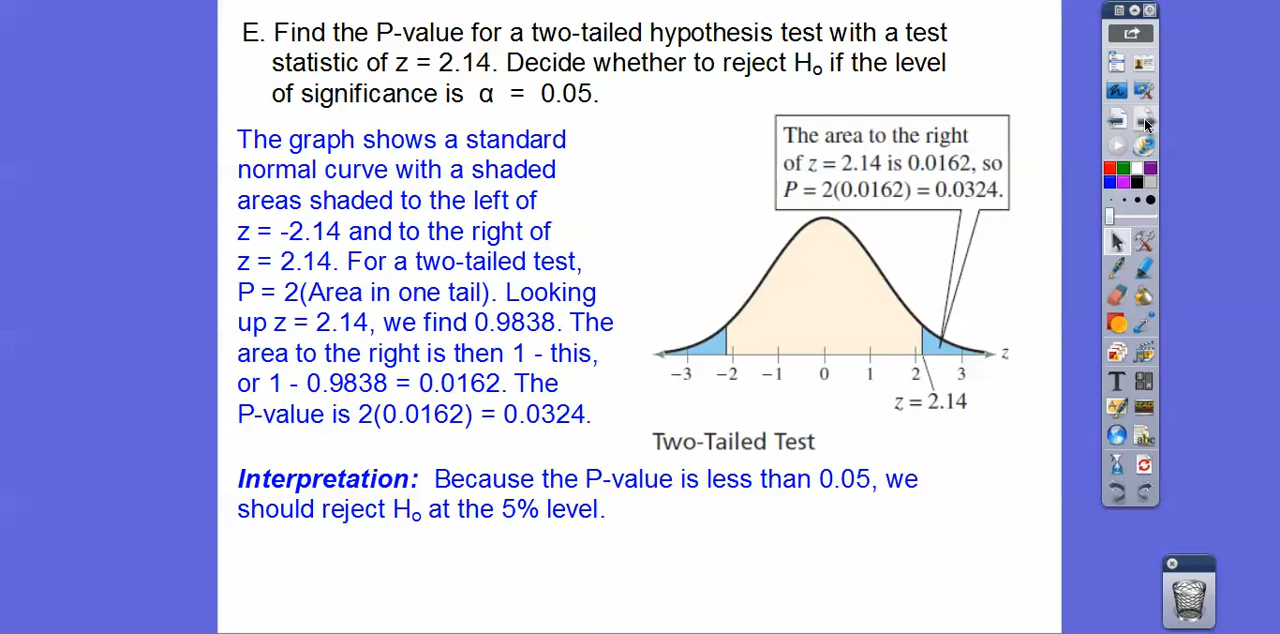 E. Find the P-value for a two-tailed hypothesis test with a test
statistic of z = 2.14. Decide whether to reject Hₒ if the level
of significance is α = 0.05.
The graph shows a standard
normal curve with a shaded
areas shaded to the left of
z = -2.14 and to the right of
z = 2.14. For a two-tailed test,
P = 2(Area in one tail). Looking
up z = 2.14, we find 0.9838. The
area to the right is then 1 - this,
or 1 - 0.9838 = 0.0162. The
P-value is 2(0.0162) = 0.0324.
The area to the right
of z = 2.14 is 0.0162, so
P = 2(0.0162) = 0.0324.
−3 −2 −1 0 1 2 3 z
z = 2.14
Two-Tailed Test
Interpretation: Because the P-value is less than 0.05, we
should reject Hₒ at the 5% level.
T
abc